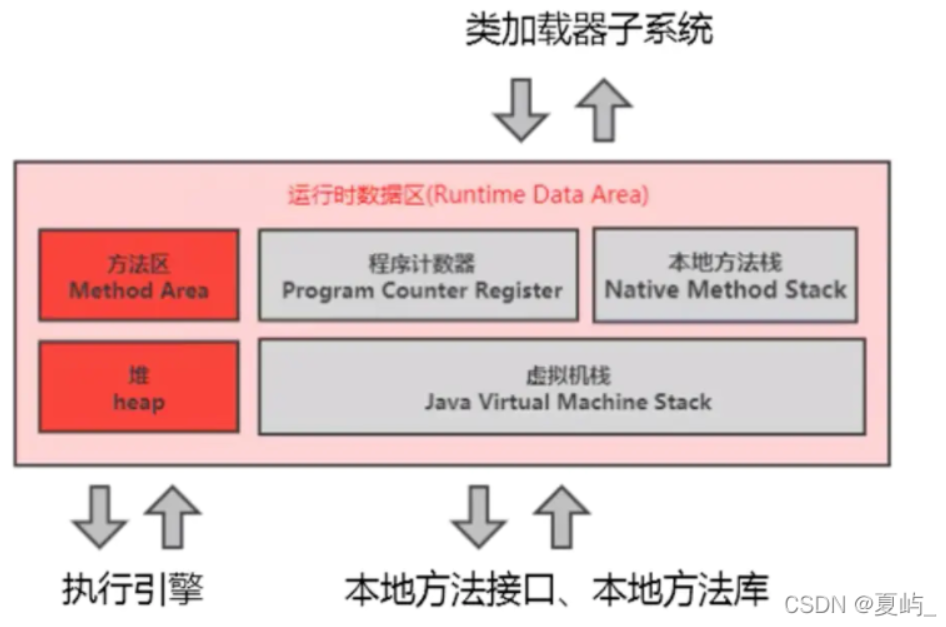 类加载器子系统
运行时数据区(Runtime Data Area)
方法区
Method Area
程序计数器
Program Counter Register
本地方法栈
Native Method Stack
堆
heap
虚拟机栈
Java Virtual Machine Stack
执行引擎
本地方法接口、本地方法库
CSDN @夏屿_